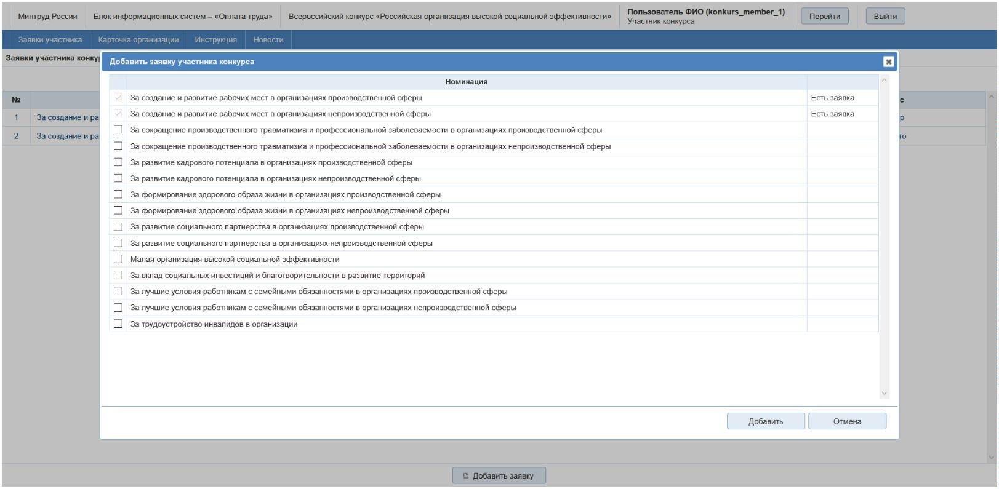 Минтруд России
Блок информационных систем – «Оплата труда»
Всероссийский конкурс «Российская организация высокой социальной эффективности»
Пользователь ФИО (konkurs_member_1)
Участник конкурса
Перейти
Выйти
Заявки участника
Карточка организации
Инструкция
Новости
Заявки участника
Добавить заявку участника конкурса
Номинация
За создание и развитие рабочих мест в организациях производственной сферы Есть заявка
За создание и развитие рабочих мест в организациях непроизводственной сферы Есть заявка
За сокращение производственного травматизма и профессиональной заболеваемости в организациях производственной сферы
За сокращение производственного травматизма и профессиональной заболеваемости в организациях непроизводственной сферы
За развитие кадрового потенциала в организациях производственной сферы
За развитие кадрового потенциала в организациях непроизводственной сферы
За формирование здорового образа жизни в организациях производственной сферы
За формирование здорового образа жизни в организациях непроизводственной сферы
За развитие социального партнерства в организациях производственной сферы
За развитие социального партнерства в организациях непроизводственной сферы
Малая организация высокой социальной эффективности
За вклад социальных инвестиций и благотворительности в развитие территорий
За лучшие условия работникам с семейными обязанностями в организациях производственной сферы
За лучшие условия работникам с семейными обязанностями в организациях непроизводственной сферы
За трудоустройство инвалидов в организации
№
1 За создание и ра
2 За создание и ра
Добавить
Отмена
Добавить заявку